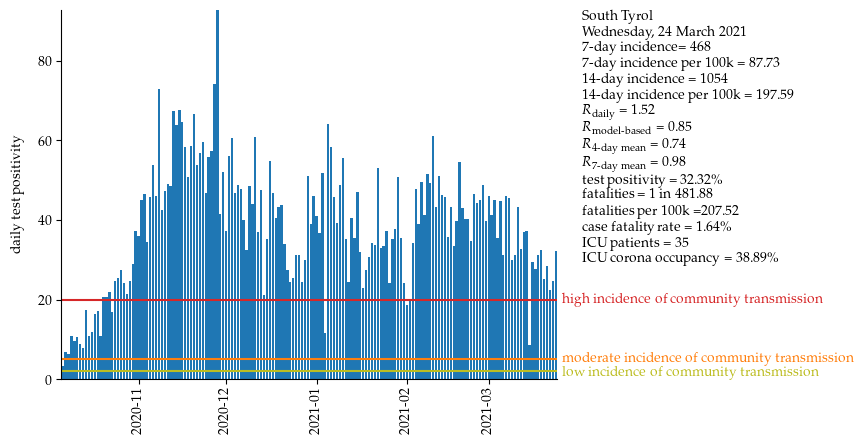 South Tyrol
Wednesday, 24 March 2021
7-day incidence= 468
7-day incidence per 100k = 87.73
14-day incidence = 1054
14-day incidence per 100k = 197.59
R daily = 1.52
R model-based = 0.85
R 4-day mean = 0.74
R 7-day mean = 0.98
test positivity = 32.32%
fatalities = 1 in 481.88
fatalities per 100k =207.52
case fatality rate = 1.64%
ICU patients = 35
ICU corona occupancy = 38.89%
daily test positivity
80
60
40
20
0
high incidence of community transmission
moderate incidence of community transmission
low incidence of community transmission
2020-11
2020-12
2021-01
2021-02
2021-03